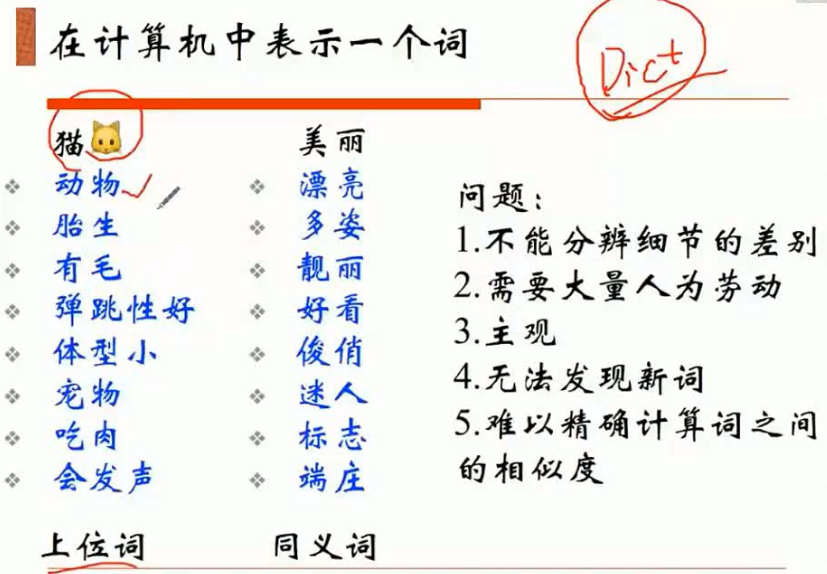 在计算机中表示一个词
Dict
猫 美丽
动物 漂亮
胎生 多姿
有毛 靓丽
弹跳性好 好看
体型小 俊俏
宠物 迷人
吃肉 标志
会发声 端庄
上位词 同义词
问题：
1.不能分辨细节的差别
2.需要大量人为劳动
3.主观
4.无法发现新词
5.难以精确计算词之间
的相似度